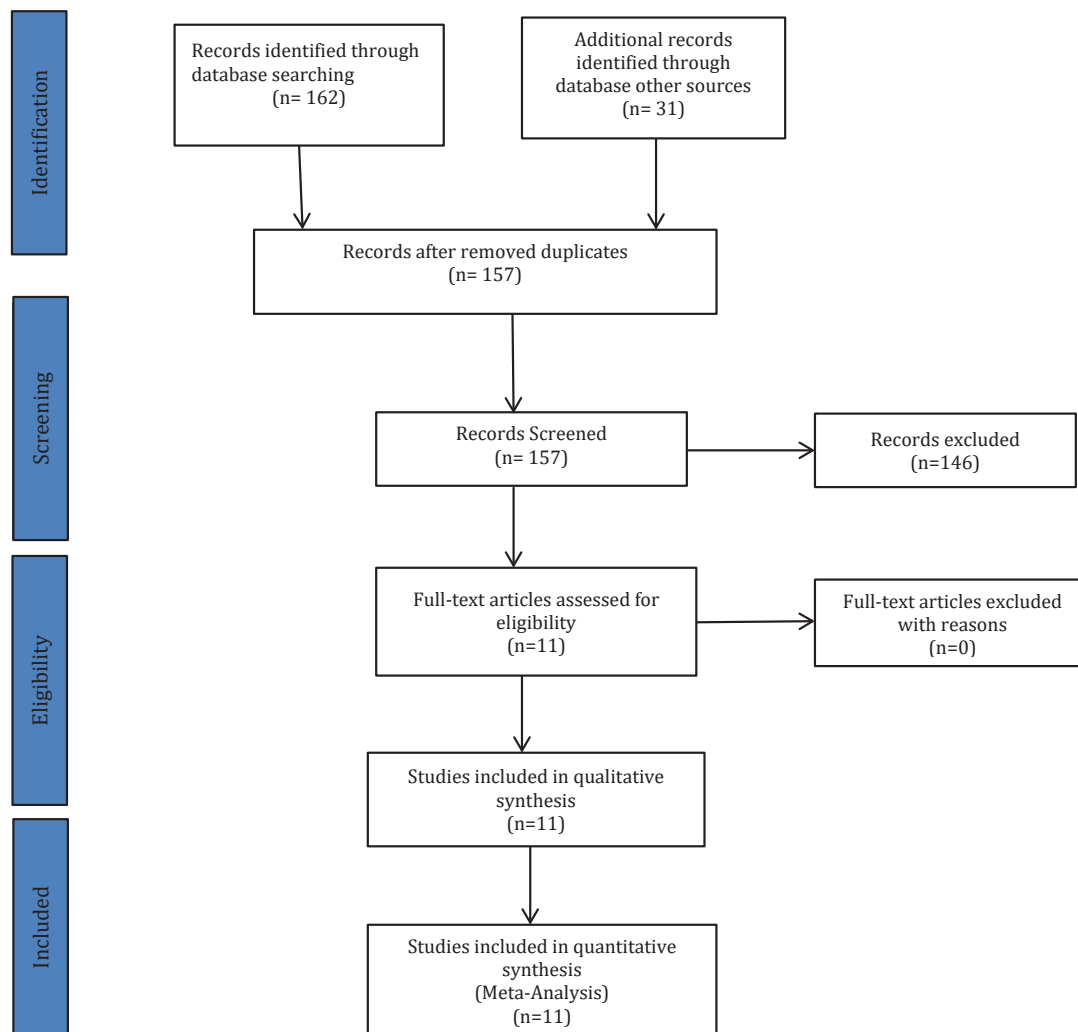 Identification
Records identified through
database searching
(n= 162)
Additional records
identified through
database other sources
(n= 31)
Records after removed duplicates
(n= 157)
Screening
Records Screened
(n= 157)
Records excluded
(n=146)
Eligibility
Full-text articles assessed for
eligibility
(n=11)
Full-text articles excluded
with reasons
(n=0)
Studies included in qualitative
synthesis
(n=11)
Included
Studies included in quantitative
synthesis
(Meta-Analysis)
(n=11)